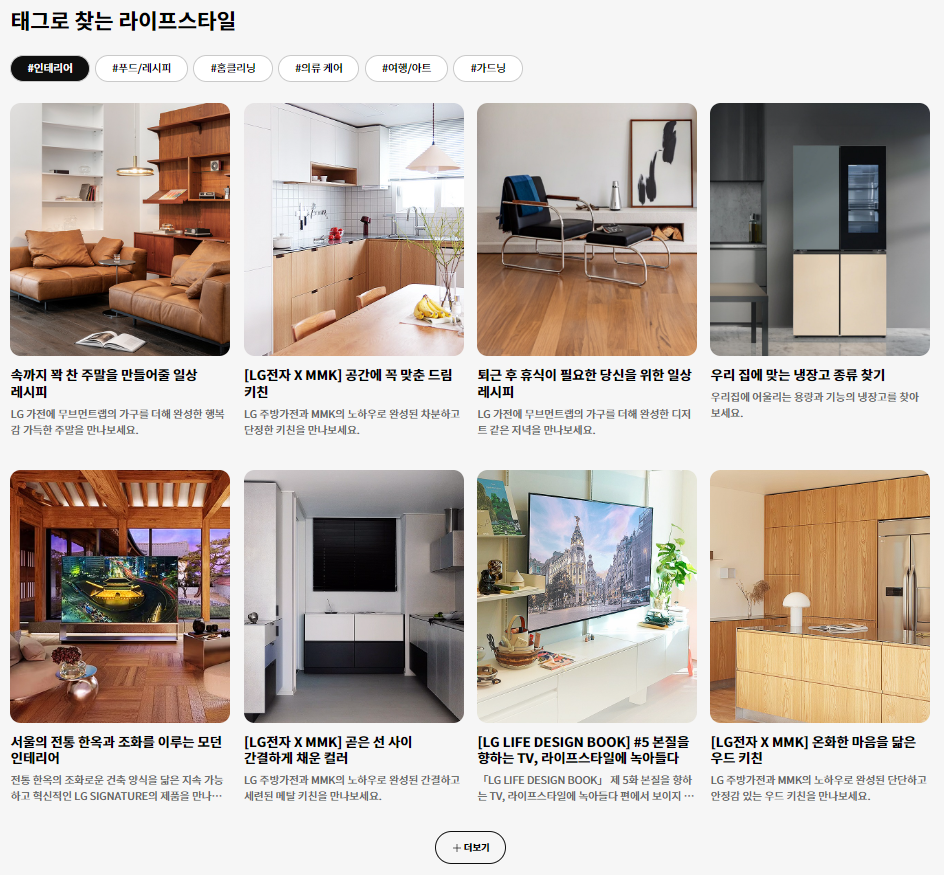 태그로 찾는 라이프스타일
#인테리어 #푸드/레시피 #홈클리닝 #의류 케어 #여행/아트 #가드닝
속까지 꽉 찬 주말을 만들어줄 일상
레시피
LG 가전에 무브먼트랩의 가구를 더해 완성한 행복
감 가득한 주말을 만나보세요.
[LG전자 X MMK] 공간에 꼭 맞춘 드림
키친
LG 주방가전과 MMK의 노하우로 완성된 차분하고
단정한 키친을 만나보세요.
퇴근 후 휴식이 필요한 당신을 위한 일상
레시피
LG 가전에 무브먼트랩의 가구를 더해 완성한 디저
트 같은 저녁을 만나보세요.
우리 집에 맞는 냉장고 종류 찾기
우리집에 어울리는 용량과 기능의 냉장고를 찾아
보세요.
서울의 전통 한옥과 조화를 이루는 모던
인테리어
전통 한옥의 조화로운 건축 양식을 닮은 지속 가능
하고 혁신적인 LG SIGNATURE의 제품을 만나…
[LG전자 X MMK] 곧은 선 사이
간결하게 채운 컬러
LG 주방가전과 MMK의 노하우로 완성된 간결하고
세련된 메탈 키친을 만나보세요.
[LG LIFE DESIGN BOOK] #5 본질을
향하는 TV, 라이프스타일에 녹아들다
「LG LIFE DESIGN BOOK」 제 5화 본질을 향하
는 TV, 라이프스타일에 녹아들다 편에서 보이지 …
[LG전자 X MMK] 온화한 마음을 닮은
우드 키친
LG 주방가전과 MMK의 노하우로 완성된 단단하고
안정감 있는 우드 키친을 만나보세요.
+ 더보기